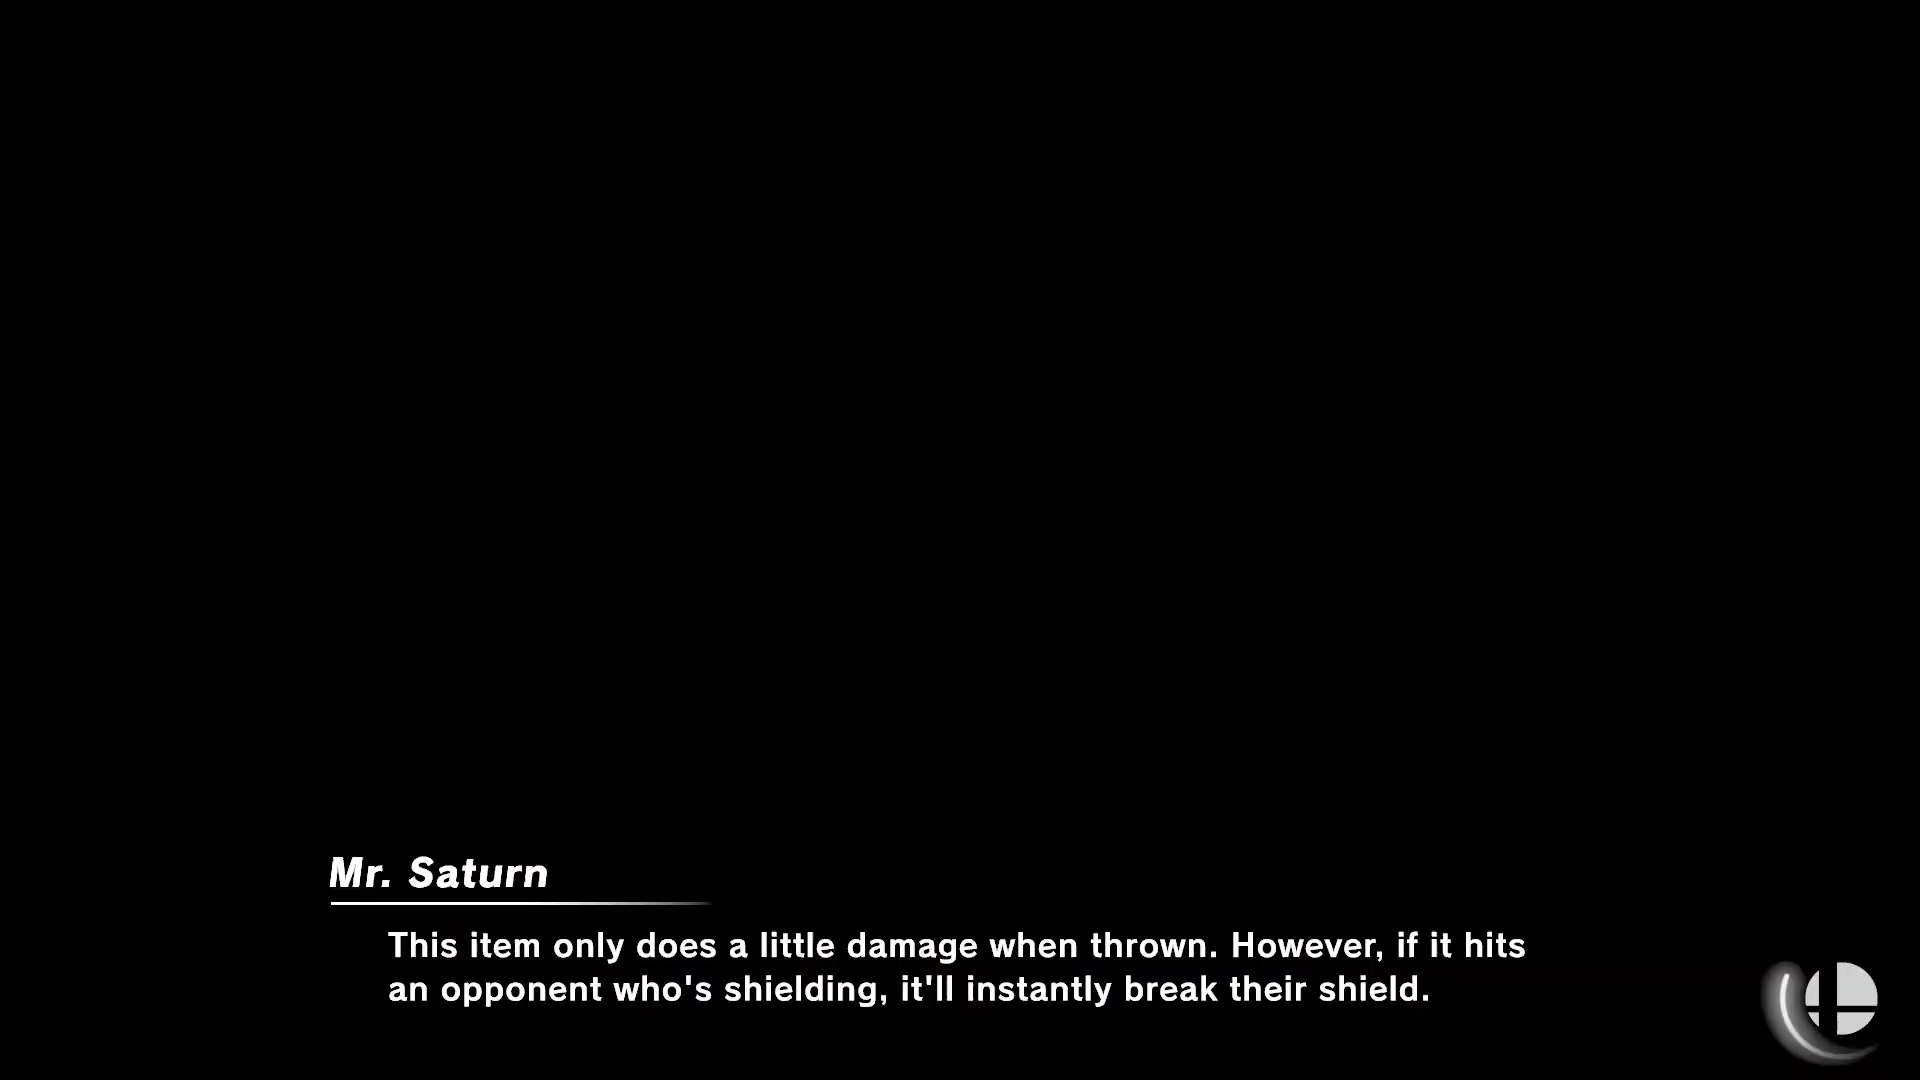 Mr. Saturn
This item only does a little damage when thrown. However, if it hits
an opponent who's shielding, it'll instantly break their shield.